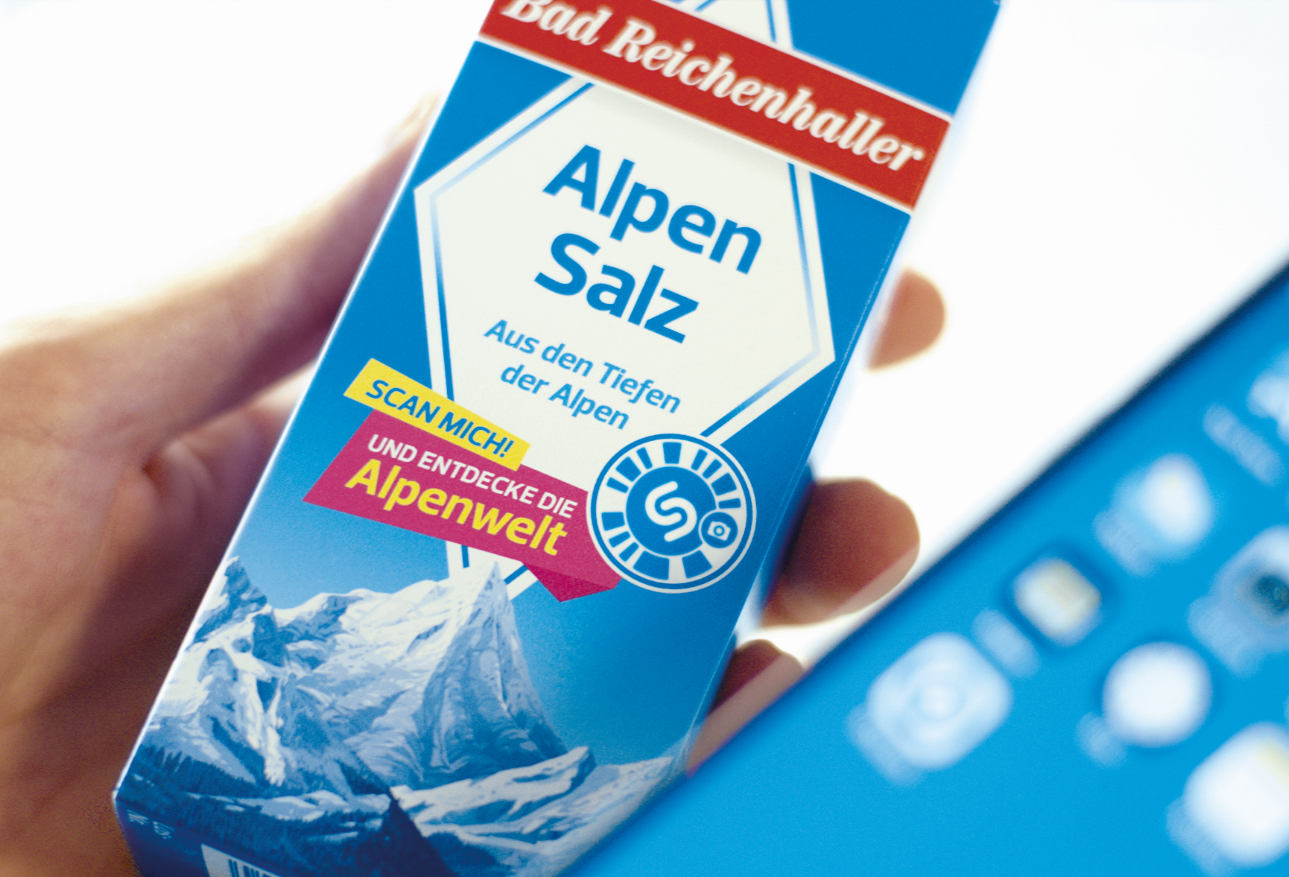 Bad Reichenhaller
Alpen
Salz
Aus den Tiefen
der Alpen
SCAN MICH!
UND ENTDECKE DIE
Alpenwelt